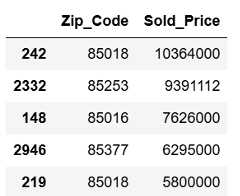 Zip_Code Sold_Price
242 85018 10364000
2332 85253 9391112
148 85016 7626000
2946 85377 6295000
219 85018 5800000